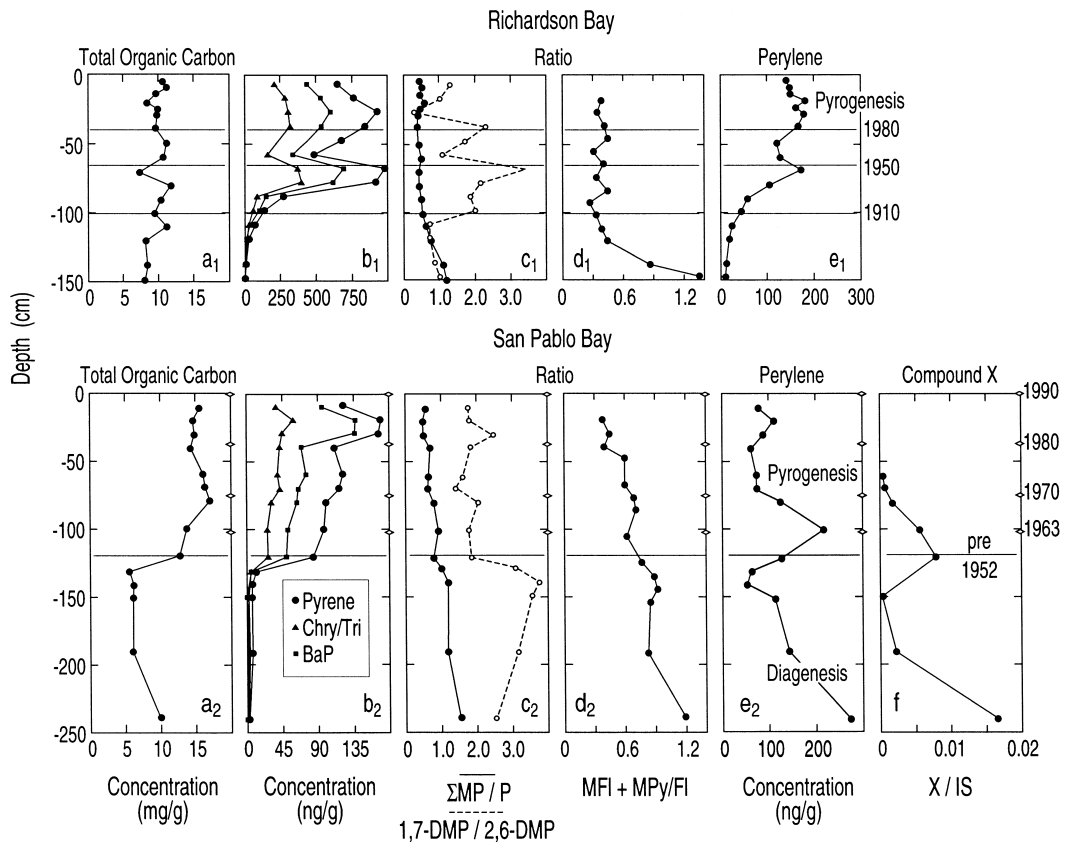 Richardson Bay
Total Organic Carbon
Ratio
Perylene
0
-50
-100
-150
a1
b1
c1
d1
e1
Pyrogenesis
1980
1950
1910
0 5 10 15
0 250 500 750
0 1.0 2.0 3.0
0 0.6 1.2
0 100 200 300
Depth (cm)
San Pablo Bay
Total Organic Carbon
Ratio
Perylene
Compound X
0
-50
-100
-150
-200
-250
1990
1980
1970
1963
pre
1952
Pyrogenesis
Diagenesis
Pyrene
Chry/Tri
BaP
a2
b2
c2
d2
e2
f
0 5 10 15
0 45 90 135
0 1.0 2.0 3.0
0 0.6 1.2
0 100 200
0 0.01 0.02
Concentration
(mg/g)
Concentration
(ng/g)
ΣMP / P
1,7-DMP / 2,6-DMP
MFl + MPy/Fl
Concentration
(ng/g)
X / IS